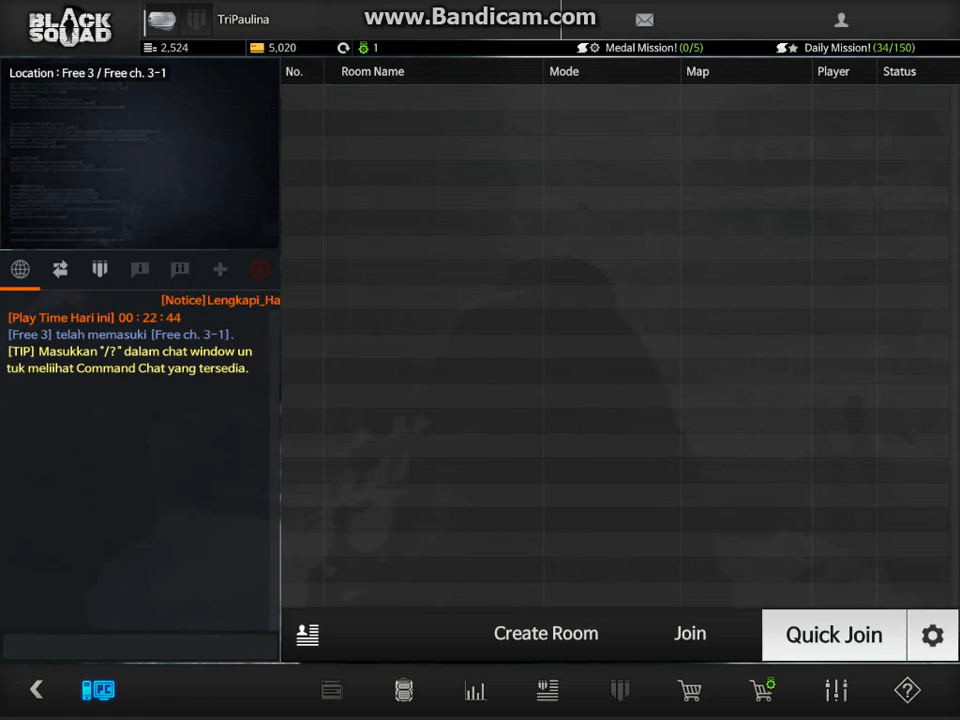 BLACK SQUAD
TriPaulina
www.Bandicam.com
2,524
5,020
1
Medal Mission! (0/5)
Daily Mission! (34/150)
Location : Free 3 / Free ch. 3-1
No. Room Name Mode Map Player Status
[Notice]Lengkapi_Ha
[Play Time Hari ini] 00 : 22 : 44
[Free 3] telah memasuki [Free ch. 3-1].
[TIP] Masukkan "/?" dalam chat window un
tuk meliihat Command Chat yang tersedia.
Create Room Join Quick Join
PC